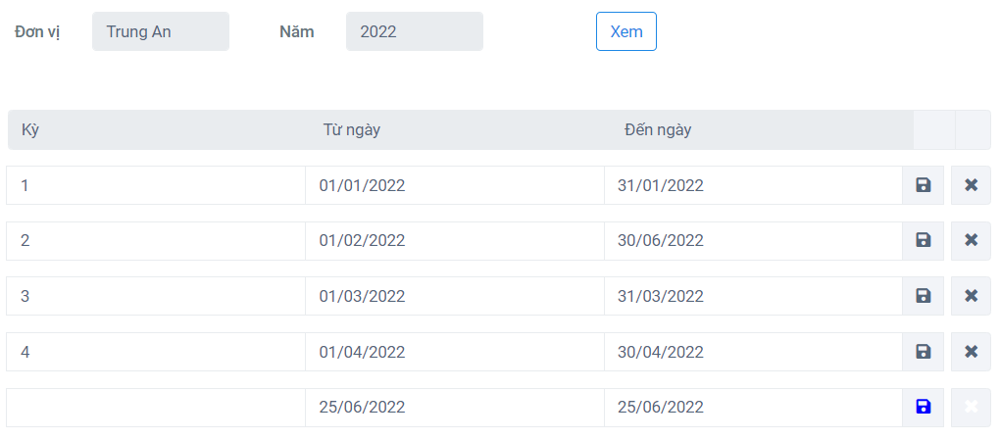 Đơn vị Trung An Năm 2022 Xem
Kỳ Từ ngày Đến ngày
1 01/01/2022 31/01/2022
2 01/02/2022 30/06/2022
3 01/03/2022 31/03/2022
4 01/04/2022 30/04/2022
25/06/2022 25/06/2022